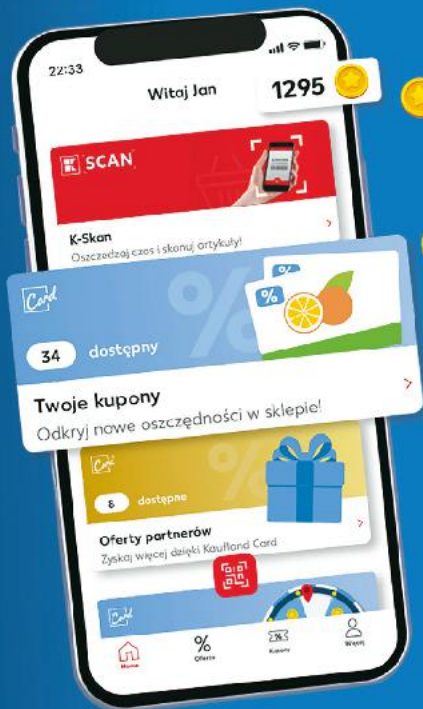 22:33
Witaj Jan
1295
K SCAN
K-Skan
Oszczędzaj czas i skanuj artykuły!
Card
%
34 dostępny
Twoje kupony
Odkryj nowe oszczędności w sklepie!
Card
%
8 dostępne
Oferty partnerów
Zyskaj więcej dzięki Kaufland Card
Card
Home
%
Oferta
Kupony
Więcej